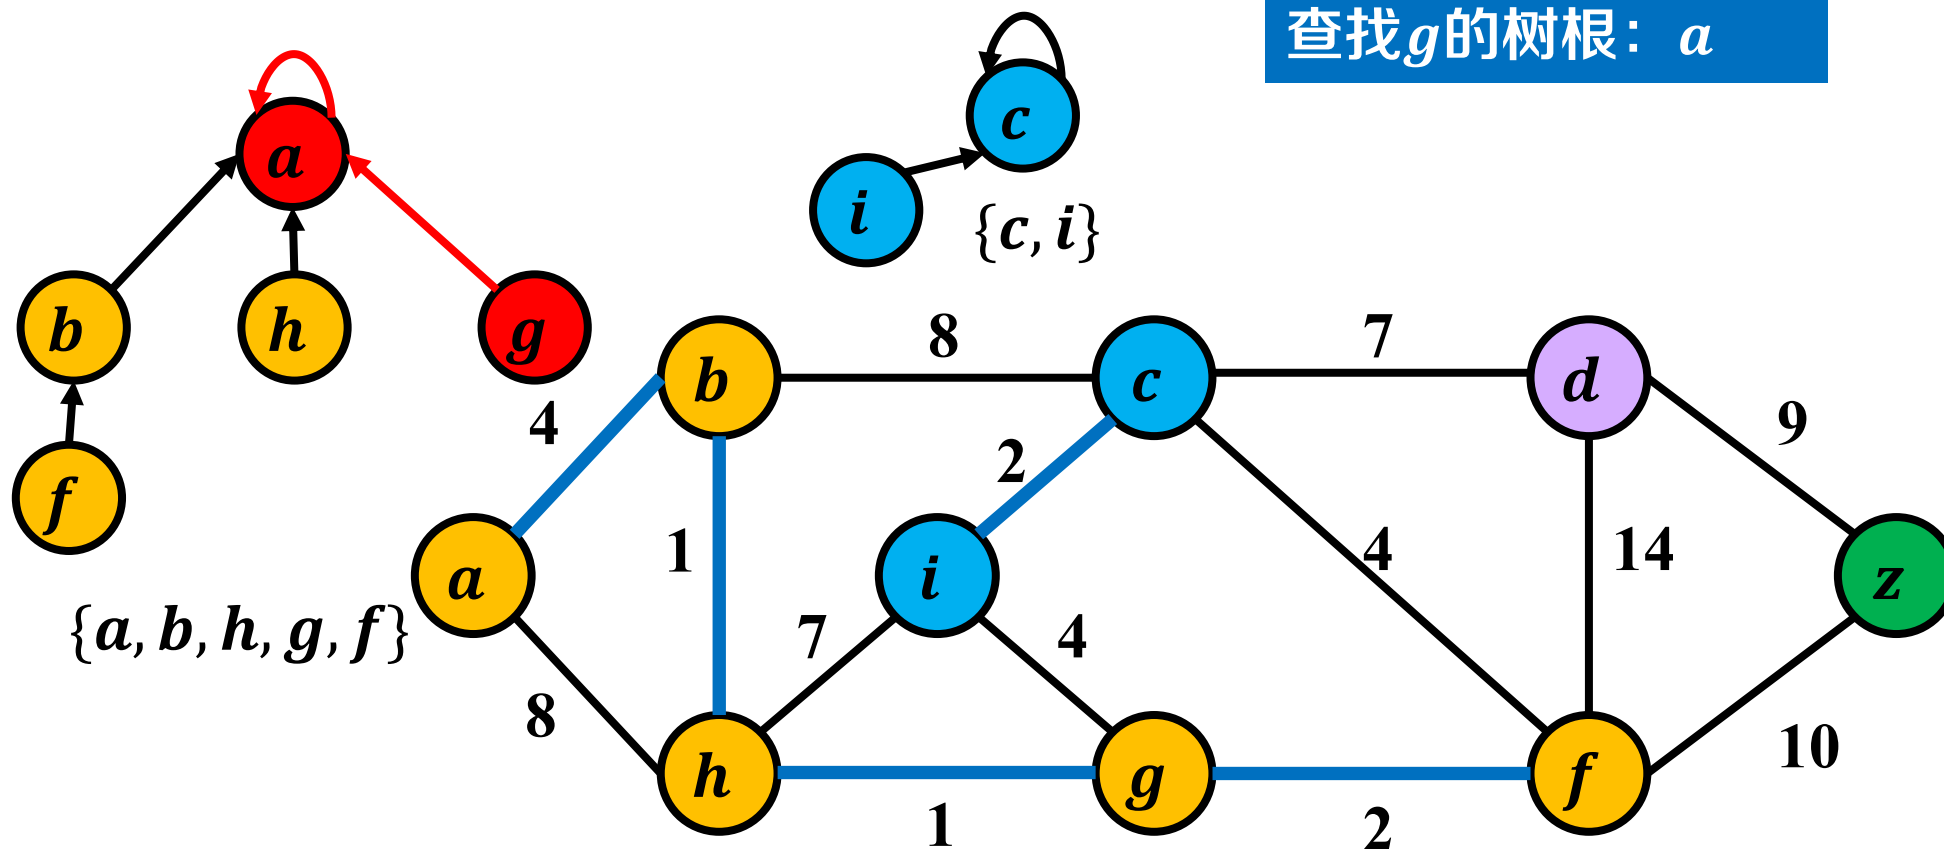 查找g的树根：a
c
a
i
{c, i}
b
h
g
8
7
b
c
d
4
9
2
f
1
4
14
a
i
z
{a, b, h, g, f}
7
4
8
10
h
g
f
1
2